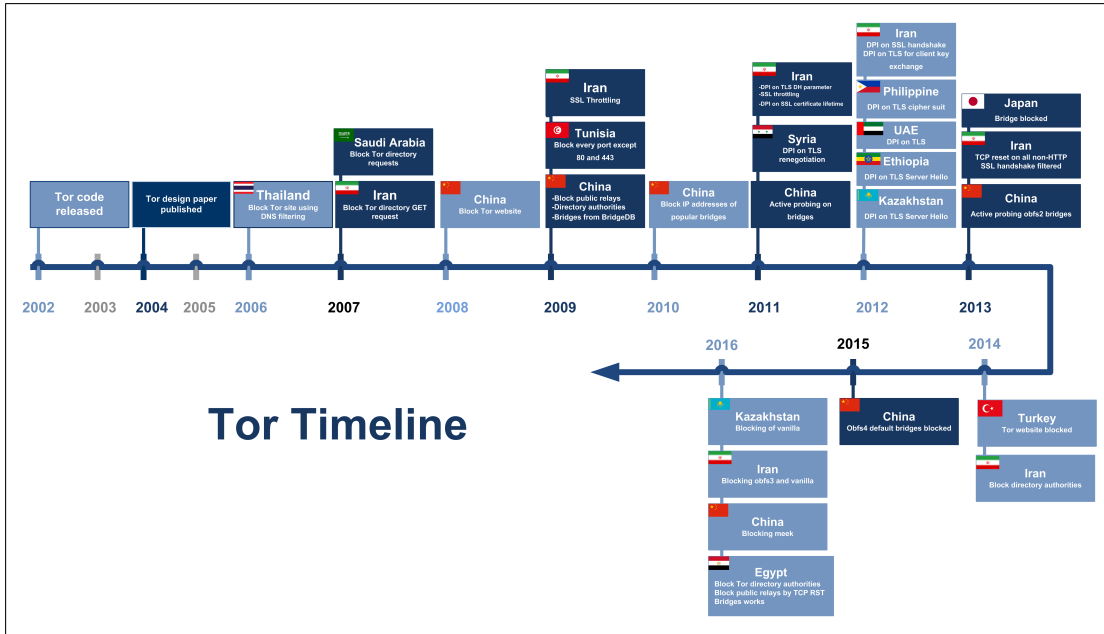 Tor code
released
2002
2003
Tor design paper
published
2004
2005
Thailand
Block Tor site using
DNS filtering
2006
Saudi Arabia
Block Tor directory
requests
Iran
Block Tor directory GET
request
2007
China
Block Tor website
2008
Iran
SSL Throttling
Tunisia
Block every port except
80 and 443
China
-Block public relays
-Directory authorities
-Bridges from BridgeDB
2009
China
Block IP addresses of
popular bridges
2010
Iran
-DPI on TLS DH parameter
-SSL throttling
-DPI on SSL certificate lifetime
Syria
DPI on TLS
renegotiation
China
Active probing on
bridges
2011
Iran
DPI on SSL handshake
DPI on TLS for client key
exchange
Philippine
DPI on TLS cipher suit
UAE
DPI on TLS
Ethiopia
DPI on TLS Server Hello
Kazakhstan
DPI on TLS Server Hello
2012
Japan
Bridge blocked
Iran
TCP reset on all non-HTTP
SSL handshake filtered
China
Active probing obfs2 bridges
2013
2014
Turkey
Tor website blocked
Iran
Block directory authorities
2015
China
Obfs4 default bridges blocked
2016
Kazakhstan
Blocking of vanilla
Iran
Blocking obfs3 and vanilla
China
Blocking meek
Egypt
Block Tor directory authorities
Block public relays by TCP RST
Bridges works
Tor Timeline